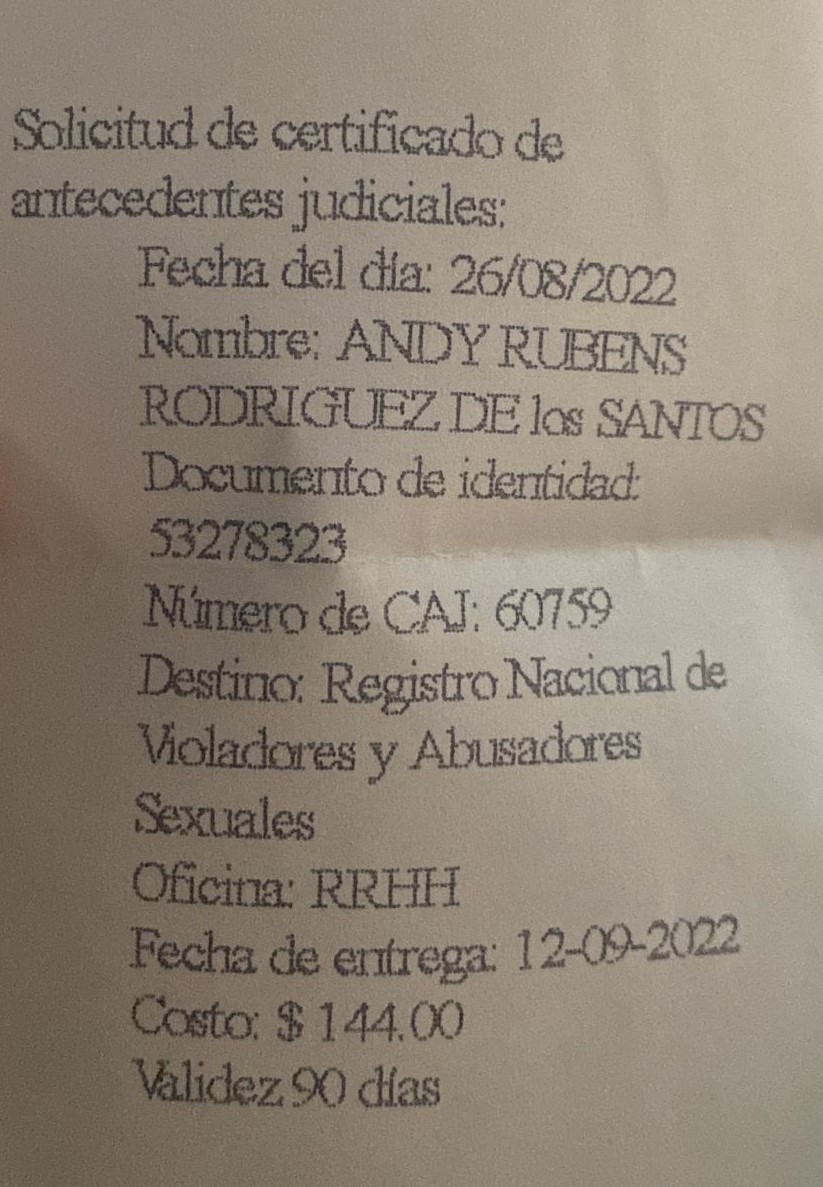 Solicitud de certificado de
antecedentes judiciales:
Fecha del día: 26/08/2022
Nombre: ANDY RUBENS
RODRIGUEZ DE los SANTOS
Documento de identidad:
53278323
Número de CAJ: 60759
Destino: Registro Nacional de
Violadores y Abusadores
Sexuales
Oficina: RRHH
Fecha de entrega: 12-09-2022
Costo: $ 144.00
Validez 90 días